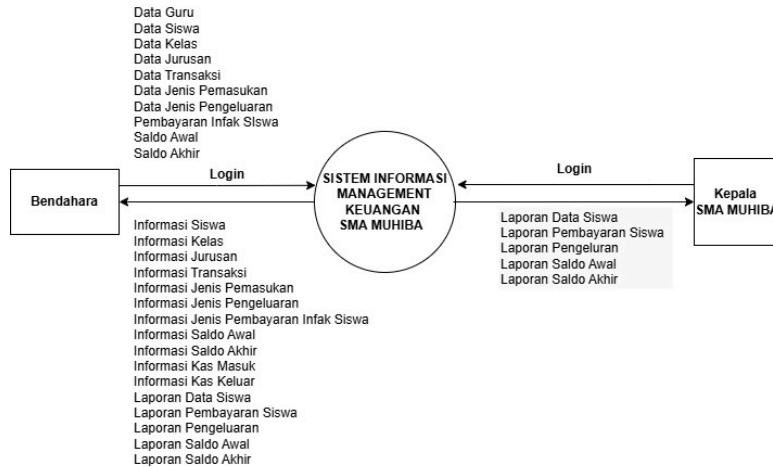 Data Guru
Data Siswa
Data Kelas
Data Jurusan
Data Transaksi
Data Jenis Pemasukan
Data Jenis Pengeluaran
Pembayaran Infak SIswa
Saldo Awal
Saldo Akhir
Login
Bendahara
SISTEM INFORMASI
MANAGEMENT
KEUANGAN
SMA MUHIBA
Login
Kepala
SMA MUHIBA
Informasi Siswa
Informasi Kelas
Informasi Jurusan
Informasi Transaksi
Informasi Jenis Pemasukan
Informasi Jenis Pengeluaran
Informasi Jenis Pembayaran Infak Siswa
Informasi Saldo Awal
Informasi Saldo Akhir
Informasi Kas Masuk
Informasi Kas Keluar
Laporan Data Siswa
Laporan Pembayaran Siswa
Laporan Pengeluaran
Laporan Saldo Awal
Laporan Saldo Akhir
Laporan Data Siswa
Laporan Pembayaran Siswa
Laporan Pengeluran
Laporan Saldo Awal
Laporan Saldo Akhir